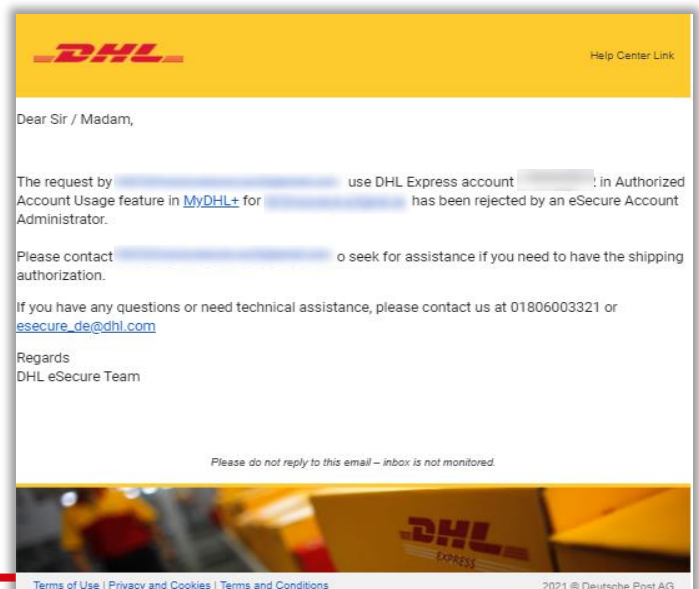 DHL
Help Center Link
Dear Sir / Madam,
The request by use DHL Express account in Authorized
Account Usage feature in MyDHL+ for has been rejected by an eSecure Account
Administrator.
Please contact o seek for assistance if you need to have the shipping
authorization.
If you have any questions or need technical assistance, please contact us at 01806003321 or
esecure_de@dhl.com
Regards
DHL eSecure Team
Please do not reply to this email – inbox is not monitored.
DHL
EXPRESS
Terms of Use | Privacy and Cookies | Terms and Conditions
2021 © Deutsche Post AG